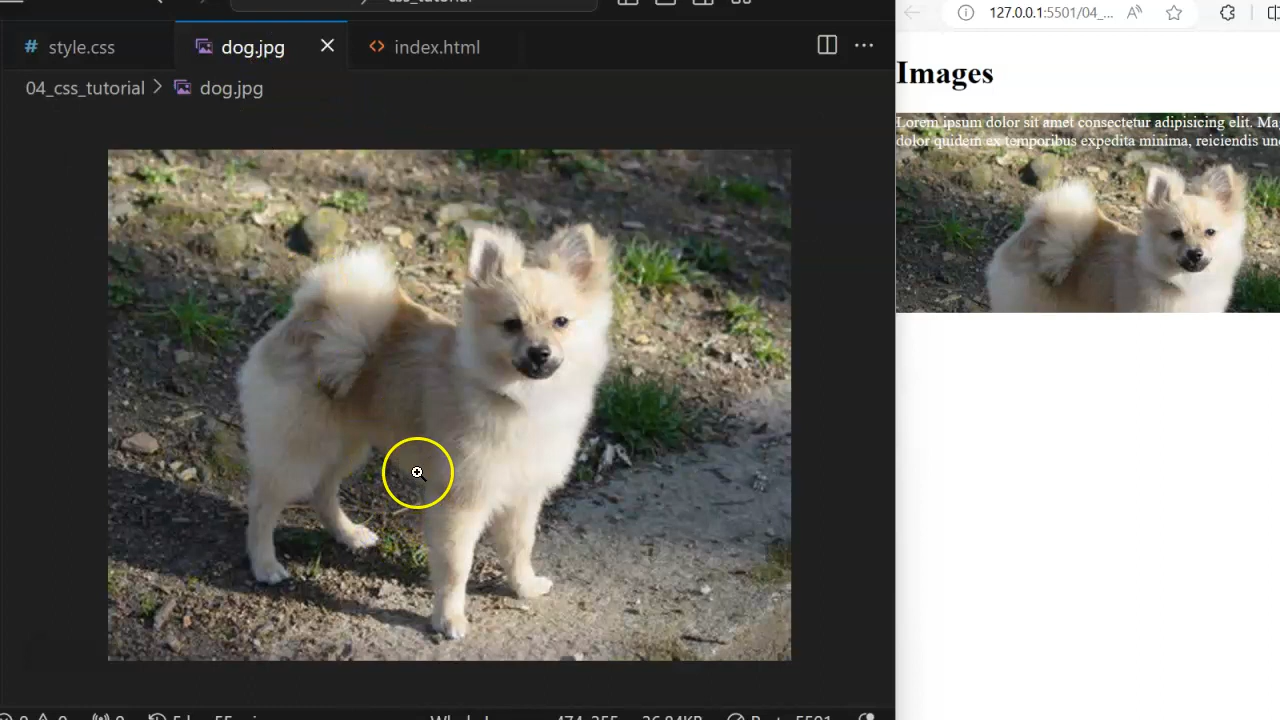 css_tutorial
# style.css
dog.jpg
<> index.html
04_css_tutorial > dog.jpg
127.0.0.1:5501/04_...
Images
Lorem ipsum dolor sit amet consectetur adipisicing elit. Ma
dolor quidem ex temporibus expedita minima, reiciendis un